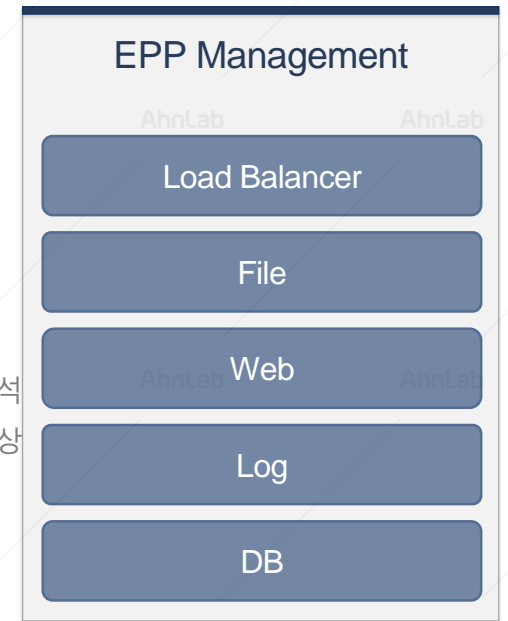 EPP Management
AhnLab AhnLab
Load Balancer
File
Web
AhnLab AhnLab
석
상
Log
DB